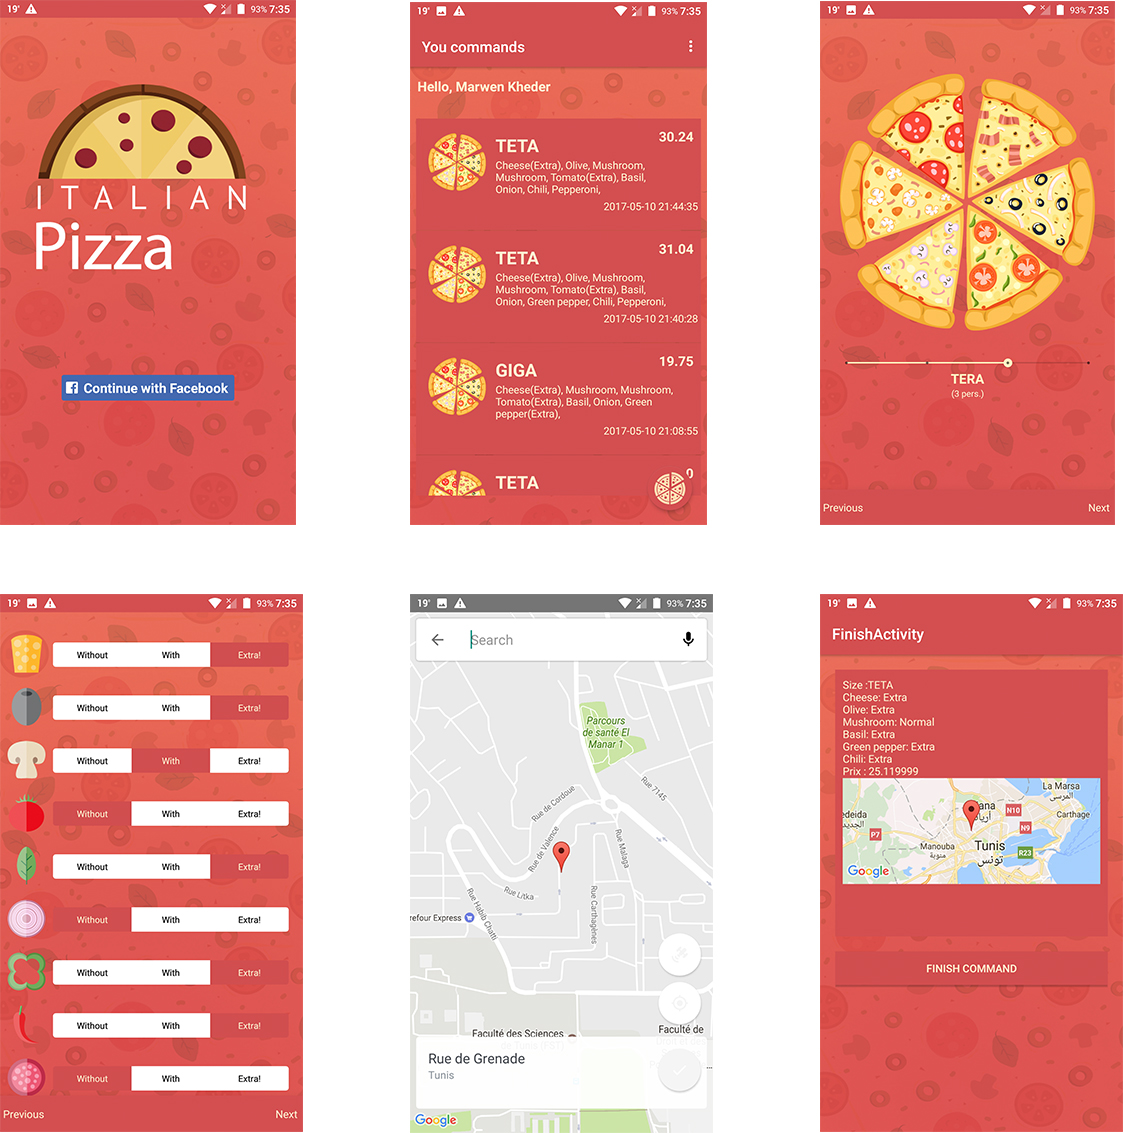 19°
93% 7:35
ITALIAN
Pizza
Continue with Facebook
19°
93% 7:35
You commands
Hello, Marwen Kheder
TETA
30.24
Cheese(Extra), Olive, Mushroom,
Mushroom, Tomato(Extra), Basil,
Onion, Chili, Pepperoni,
2017-05-10 21:44:35
TETA
31.04
Cheese(Extra), Olive, Mushroom,
Mushroom, Tomato(Extra), Basil,
Onion, Green pepper, Chili, Pepperoni,
2017-05-10 21:40:28
GIGA
19.75
Cheese(Extra), Mushroom, Mushroom,
Tomato(Extra), Basil, Onion, Green
pepper(Extra),
2017-05-10 21:08:55
TETA
19°
93% 7:35
TERA
(3 pers.)
Previous
Next
19°
93% 7:35
Without With Extra!
Without With Extra!
Without With Extra!
Without With Extra!
Without With Extra!
Without With Extra!
Without With Extra!
Without With Extra!
Without With Extra!
Previous
Next
19°
93% 7:35
Search
Parcours
de santé El
Manar 1
Rue 7145
Rue de Cordoue
Rue de Valence
Rue Malaga
Rue L/tka
Rue Habib Chatti
Rue Carthagènes
refour Express
Faculté des Sciences
Faculté de
Rue de Grenade
Tunis
Google
19°
93% 7:35
FinishActivity
Size :TETA
Cheese: Extra
Olive: Extra
Mushroom: Normal
Basil: Extra
Green pepper: Extra
Chili: Extra
Prix : 25.119999
La Marsa
المرسى
ana
أريانة
N10
Carthage
edeida
الجديدة
P7
N9
Manouba
منوبة
Tunis
تونس
R23
Google
FINISH COMMAND